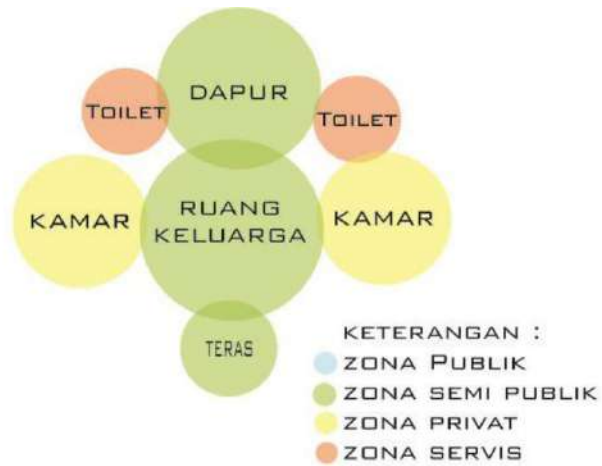 DAPUR
TOILET
TOILET
KAMAR
RUANG
KELUARGA
KAMAR
TERAS
KETERANGAN :
ZONA PUBLIK
ZONA SEMI PUBLIK
ZONA PRIVAT
ZONA SERVIS